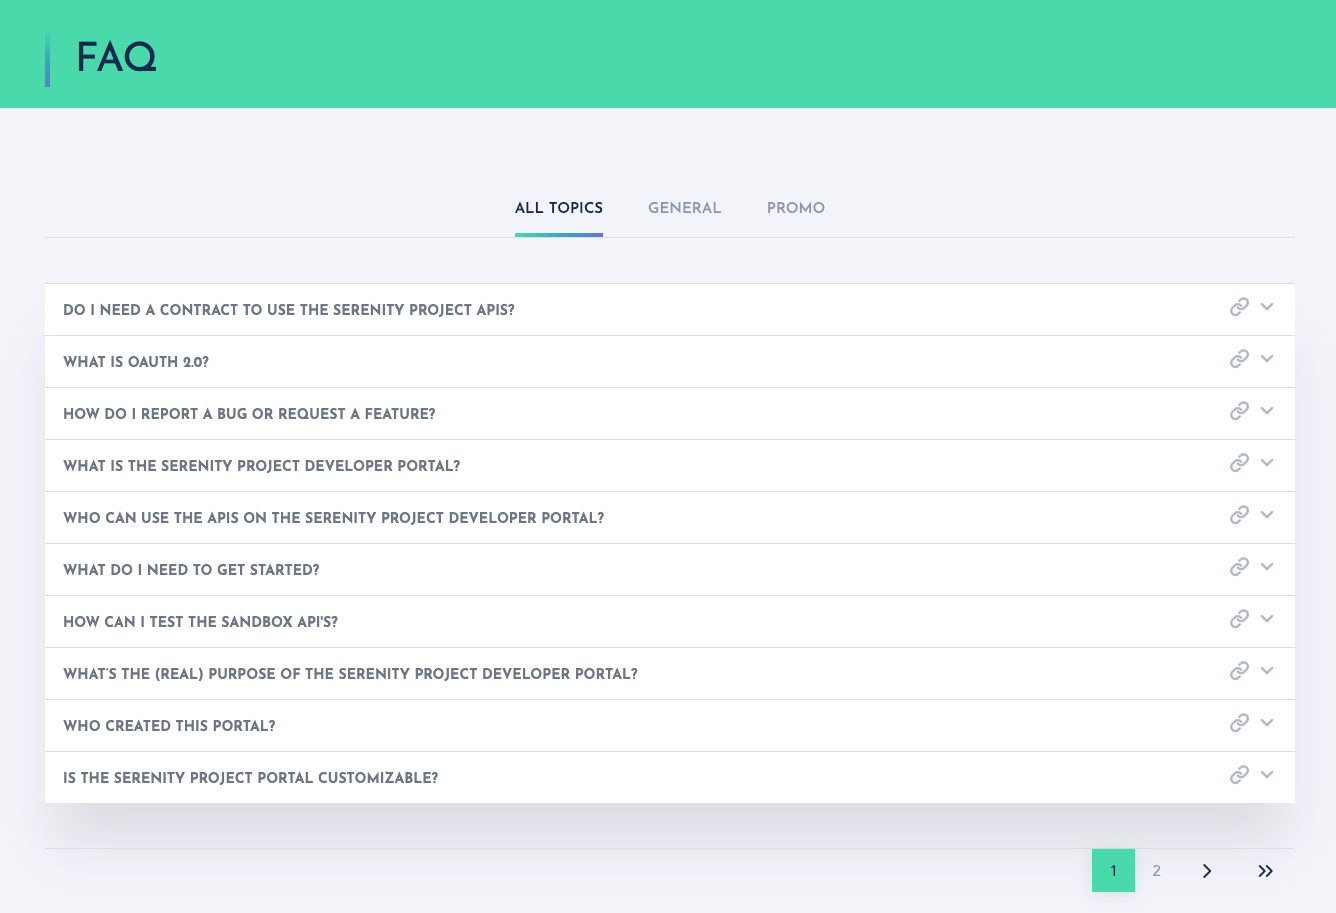 FAQ
ALL TOPICS GENERAL PROMO
DO I NEED A CONTRACT TO USE THE SERENITY PROJECT APIS?
WHAT IS OAUTH 2.0?
HOW DO I REPORT A BUG OR REQUEST A FEATURE?
WHAT IS THE SERENITY PROJECT DEVELOPER PORTAL?
WHO CAN USE THE APIS ON THE SERENITY PROJECT DEVELOPER PORTAL?
WHAT DO I NEED TO GET STARTED?
HOW CAN I TEST THE SANDBOX API'S?
WHAT'S THE (REAL) PURPOSE OF THE SERENITY PROJECT DEVELOPER PORTAL?
WHO CREATED THIS PORTAL?
IS THE SERENITY PROJECT PORTAL CUSTOMIZABLE?
1 2